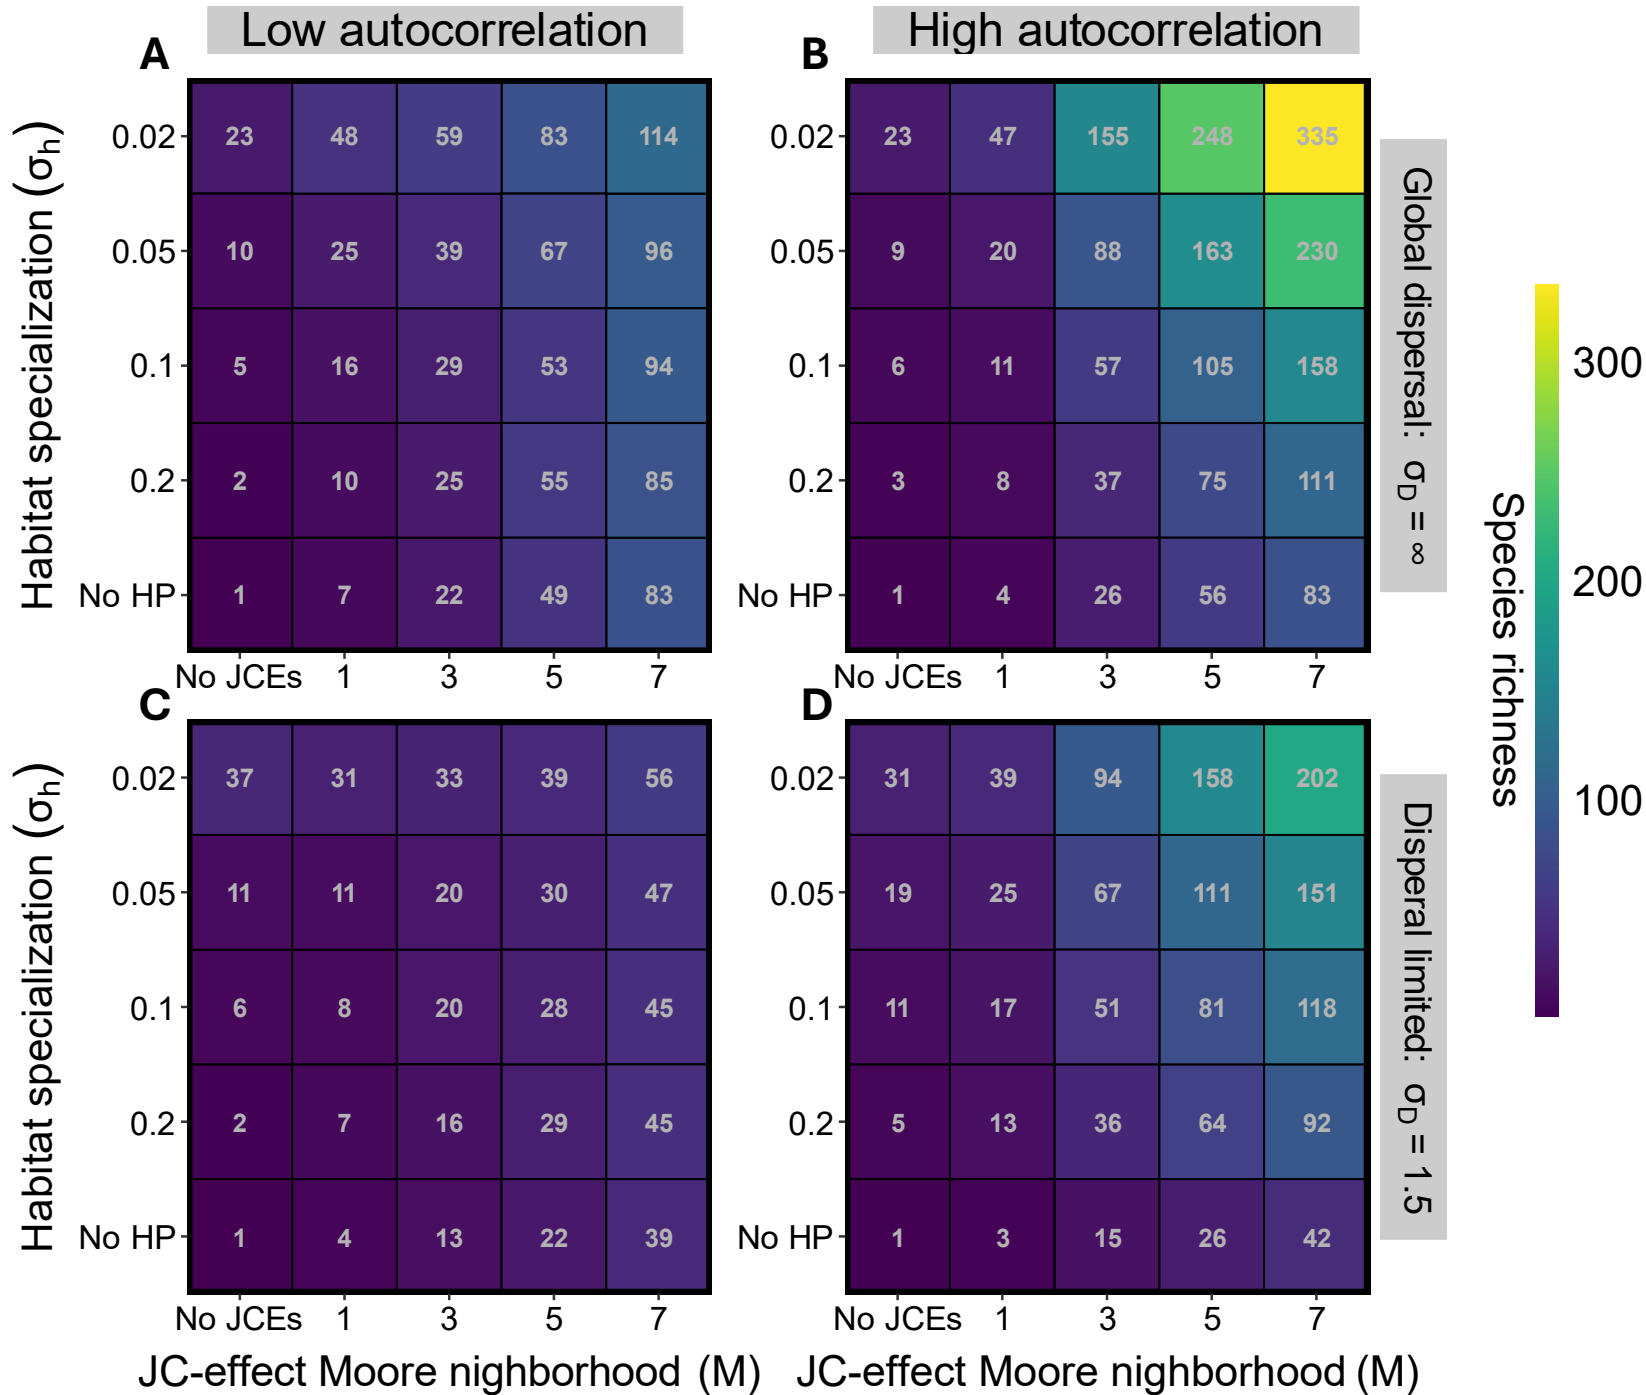 Low autocorrelation
High autocorrelation
A
B
Habitat specialization (σh)
0.02 23 48 59 83 114
0.05 10 25 39 67 96
0.1 5 16 29 53 94
0.2 2 10 25 55 85
No HP 1 7 22 49 83
No JCEs 1 3 5 7
0.02 23 47 155 248 335
0.05 9 20 88 163 230
0.1 6 11 57 105 158
0.2 3 8 37 75 111
No HP 1 4 26 56 83
No JCEs 1 3 5 7
Global dispersal: σD = ∞
C
D
Habitat specialization (σh)
0.02 37 31 33 39 56
0.05 11 11 20 30 47
0.1 6 8 20 28 45
0.2 2 7 16 29 45
No HP 1 4 13 22 39
No JCEs 1 3 5 7
JC-effect Moore nighborhood (M)
0.02 31 39 94 158 202
0.05 19 25 67 111 151
0.1 11 17 51 81 118
0.2 5 13 36 64 92
No HP 1 3 15 26 42
No JCEs 1 3 5 7
JC-effect Moore nighborhood (M)
Disperal limited: σD = 1.5
Species richness
300
200
100